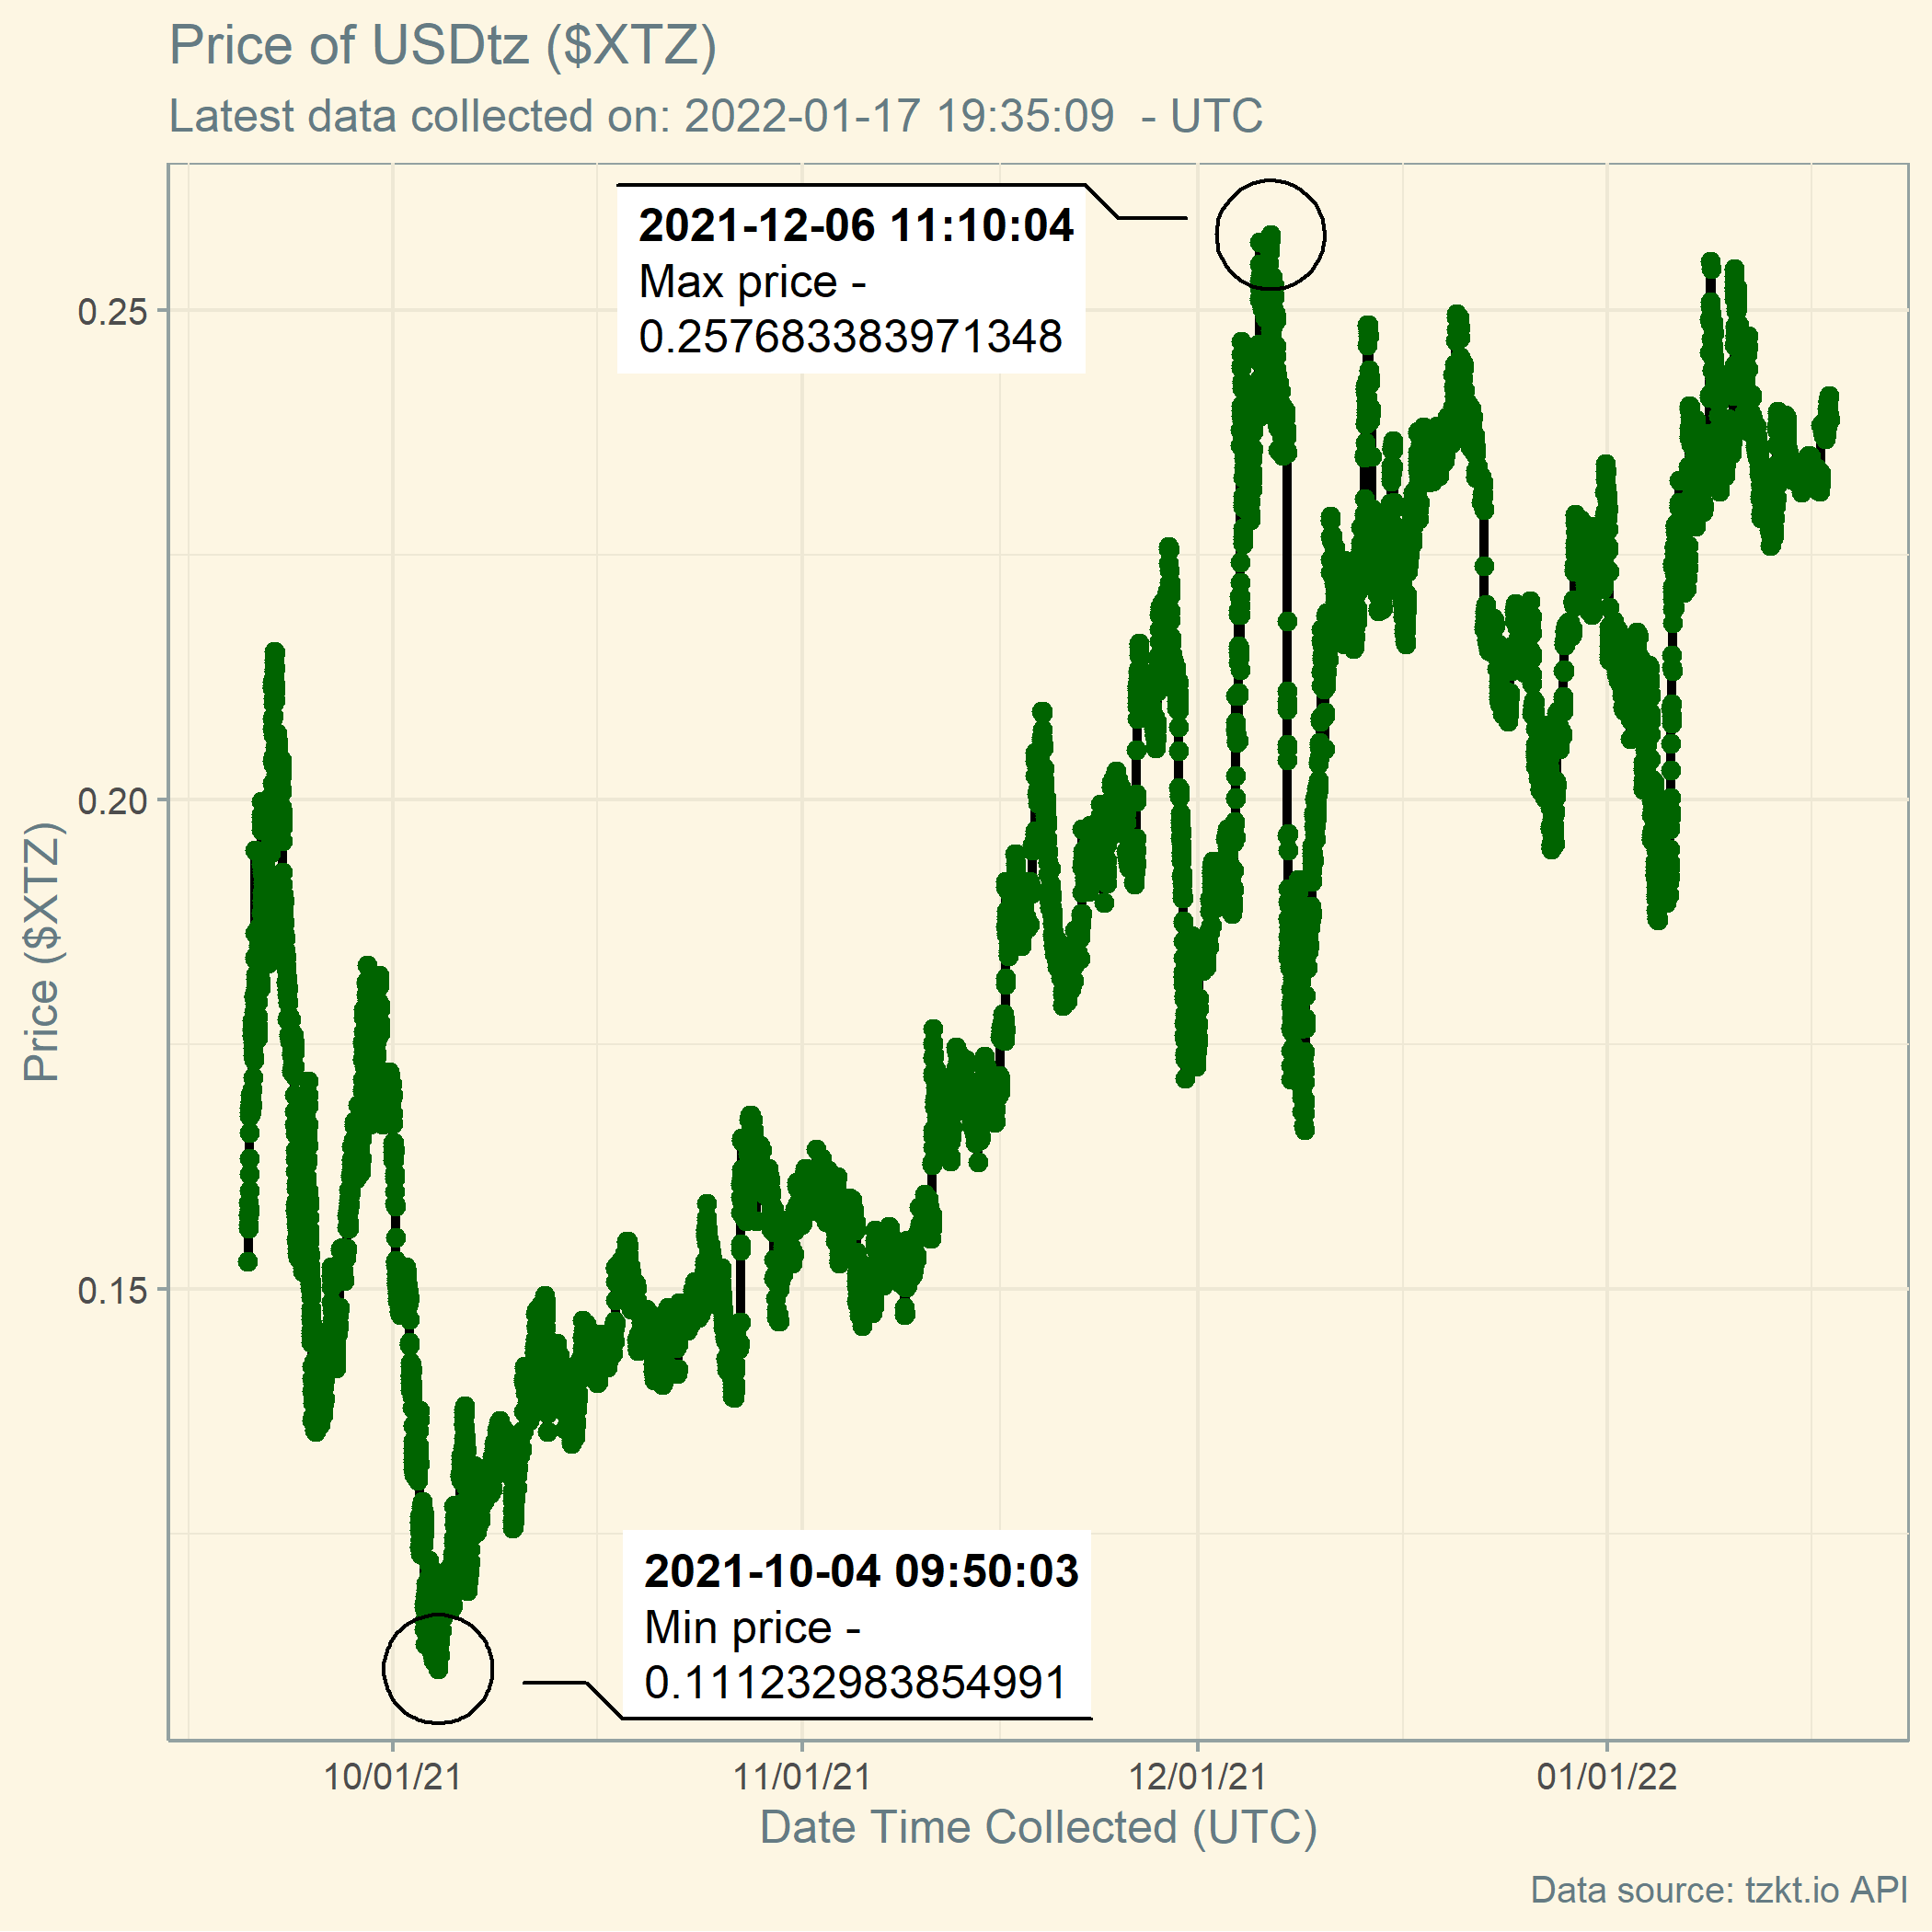 Price of USDtz ($XTZ)
Latest data collected on: 2022-01-17 19:35:09  - UTC
2021-12-06 11:10:04
Max price -
0.257683383971348
0.25
0.20
0.15
Price ($XTZ)
2021-10-04 09:50:03
Min price -
0.111232983854991
10/01/21
11/01/21
12/01/21
01/01/22
Date Time Collected (UTC)
Data source: tzkt.io API